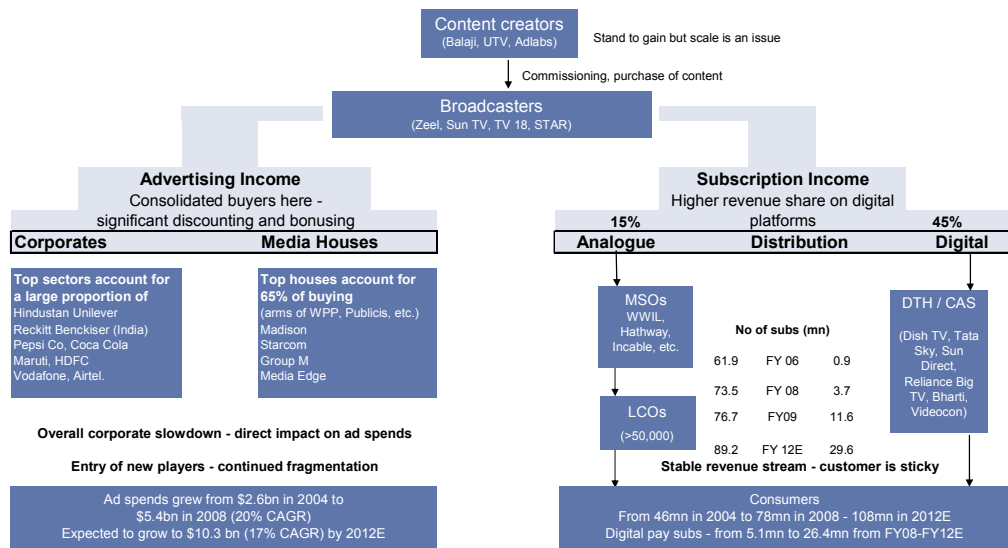 Content creators
(Balaji, UTV, Adlabs)
Stand to gain but scale is an issue
Commissioning, purchase of content
Broadcasters
(Zeel, Sun TV, TV 18, STAR)
Advertising Income
Consolidated buyers here -
significant discounting and bonusing
Corporates
Media Houses
Top sectors account for
a large proportion of
Hindustan Unilever
Reckitt Benckiser (India)
Pepsi Co, Coca Cola
Maruti, HDFC
Vodafone, Airtel.
Top houses account for
65% of buying
(arms of WPP, Publicis, etc.)
Madison
Starcom
Group M
Media Edge
Overall corporate slowdown - direct impact on ad spends
Entry of new players - continued fragmentation
Ad spends grew from $2.6bn in 2004 to
$5.4bn in 2008 (20% CAGR)
Expected to grow to $10.3 bn (17% CAGR) by 2012E
Subscription Income
Higher revenue share on digital
15% platforms 45%
Analogue Distribution Digital
MSOs
WWIL,
Hathway,
Incable, etc.
LCOs
(>50,000)
No of subs (mn)
61.9 FY 06 0.9
73.5 FY 08 3.7
76.7 FY09 11.6
89.2 FY 12E 29.6
DTH / CAS
(Dish TV, Tata
Sky, Sun
Direct,
Reliance Big
TV, Bharti,
Videocon)
Stable revenue stream - customer is sticky
Consumers
From 46mn in 2004 to 78mn in 2008 - 108mn in 2012E
Digital pay subs - from 5.1mn to 26.4mn from FY08-FY12E